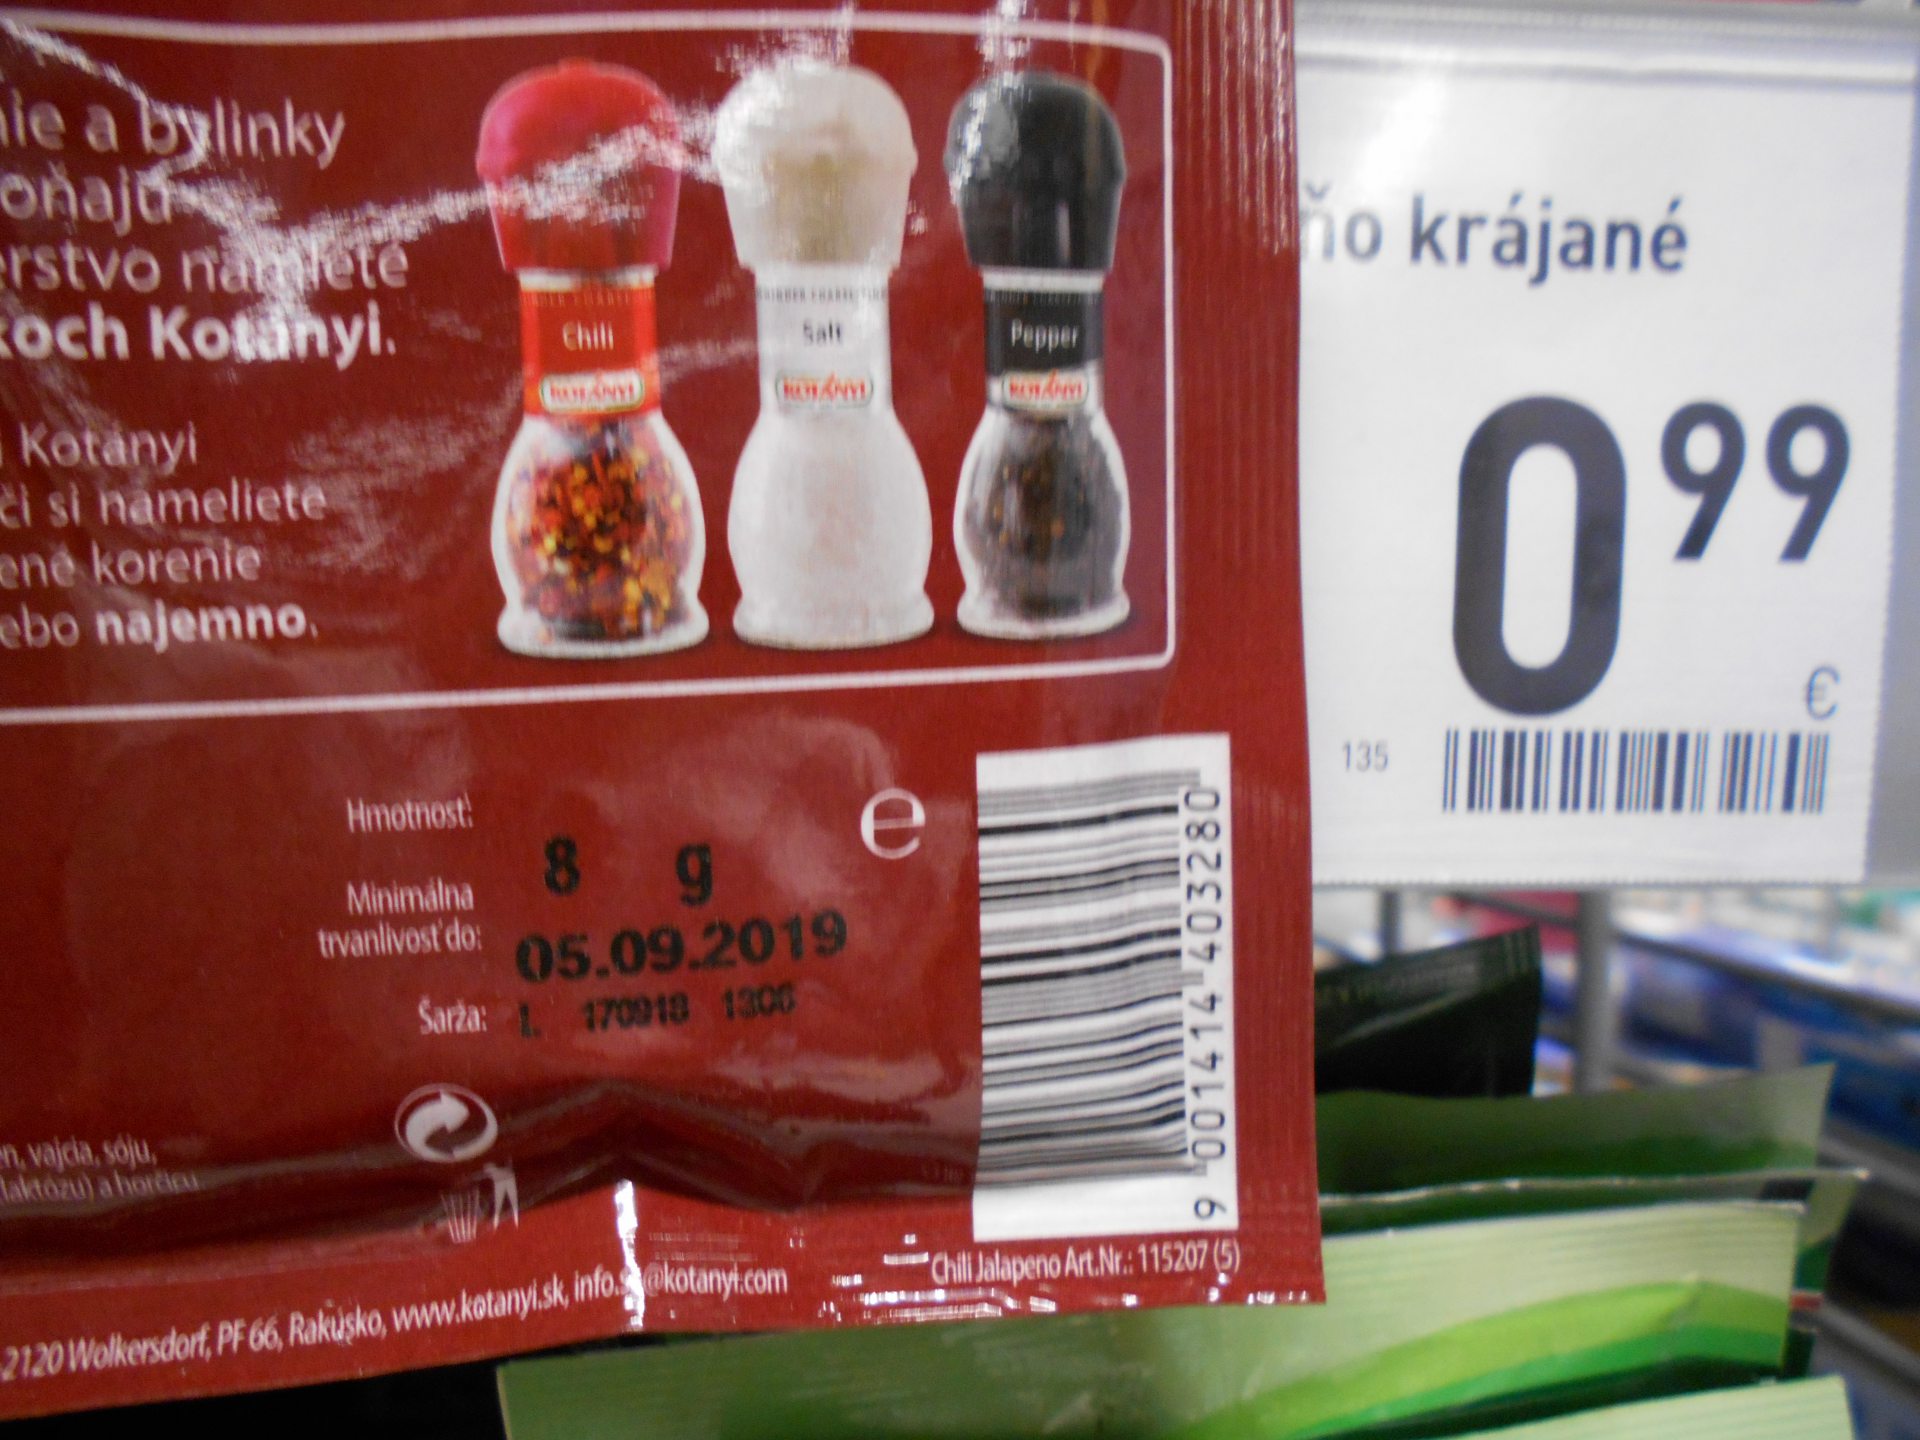 nie a bylinky
oňajú
erstvo namleté
koch Kotányi.
i Kotányi
či si nameliete
ené korenie
ebo najemno.
Chili
KOTÁNYI
Salt
KOTÁNYI
Pepper
KOTÁNYI
ňo krájané
0 99
€
135
Hmotnosť:
8 g
e
Minimálna
trvanlivosť do:
05.09.2019
Šarža:
L 170918 1306
9 001414 403280
en, vajcia, sóju,
laktózu) a horčicu
Chili Jalapeno Art.Nr.: 115207 (5)
-2120 Wolkersdorf, PF 66, Rakúsko, www.kotanyi.sk, info.sk@kotanyi.com